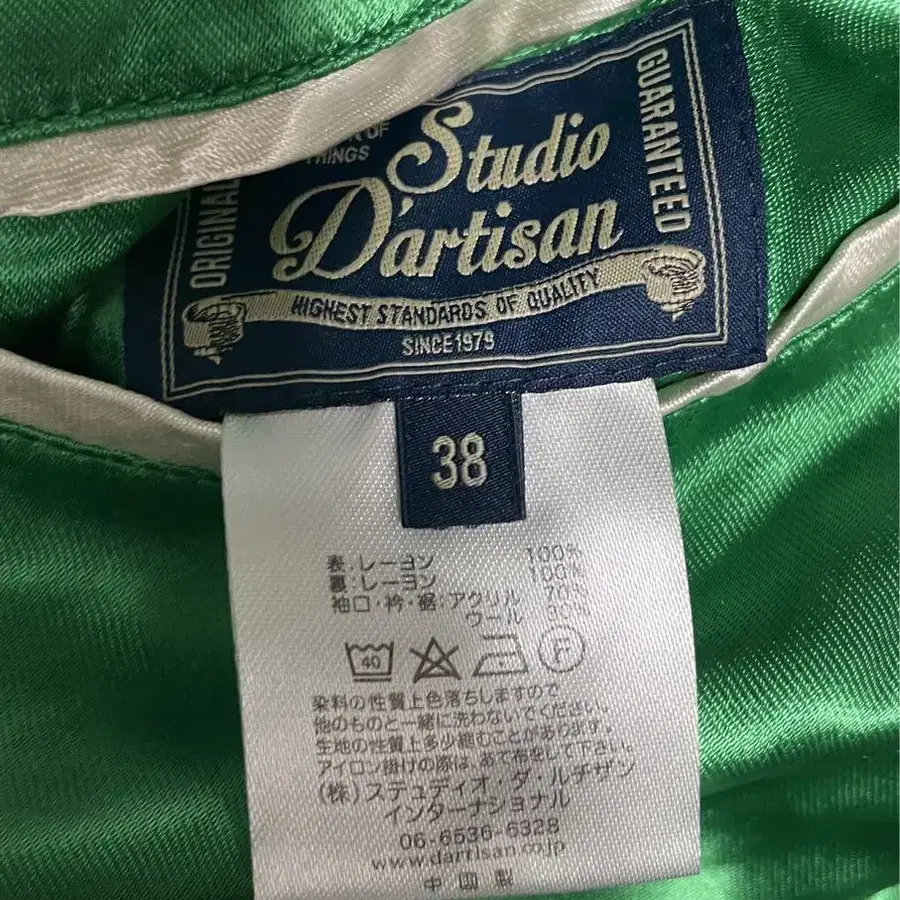 OF
THINGS
ORIGINAL
Studio
D'artisan
GUARANTEED
HIGHEST STANDARDS OF QUALITY
SINCE1979
38
表:レーヨン 100%
裏:レーヨン 100%
袖口・衿・裾:アクリル 70%
ウール 30%
40
F
染料の性質上色落ちしますので
他のものと一緒に洗わないでください。
生地の性質上多少縮むことがあります。
アイロン掛けの際は、あて布をして下さい。
(株)ステュディオ・ダ・ルチザン
インターナショナル
06-6536-6328
www.dartisan.co.jp
中国製